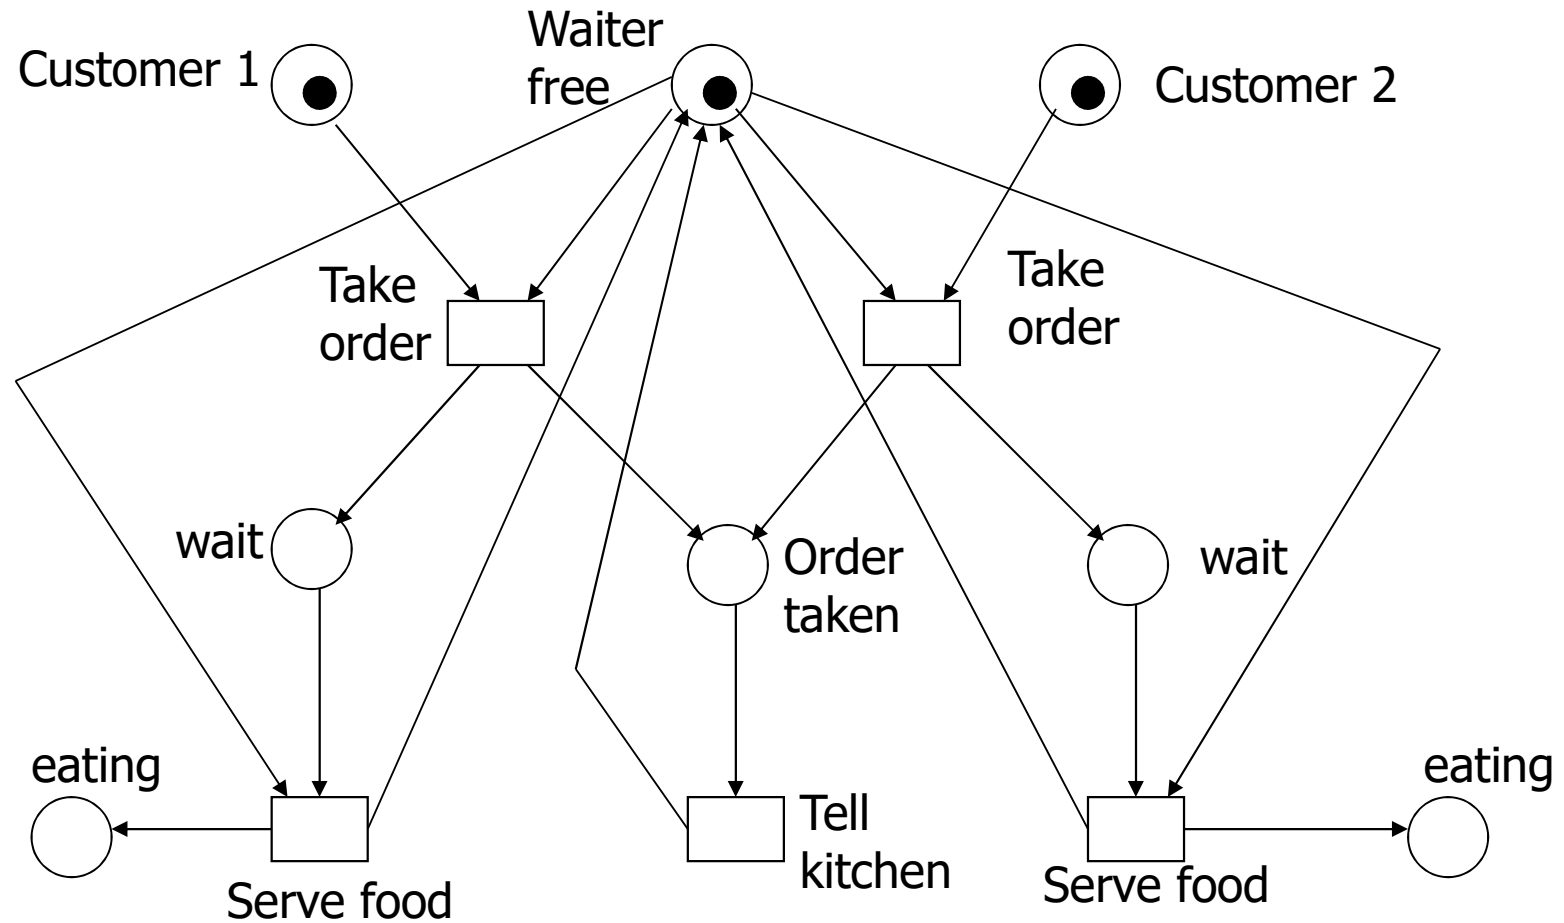 Customer 1
Waiter
free
Customer 2
Take
order
Take
order
wait
Order
taken
wait
eating
Tell
kitchen
eating
Serve food
Serve food